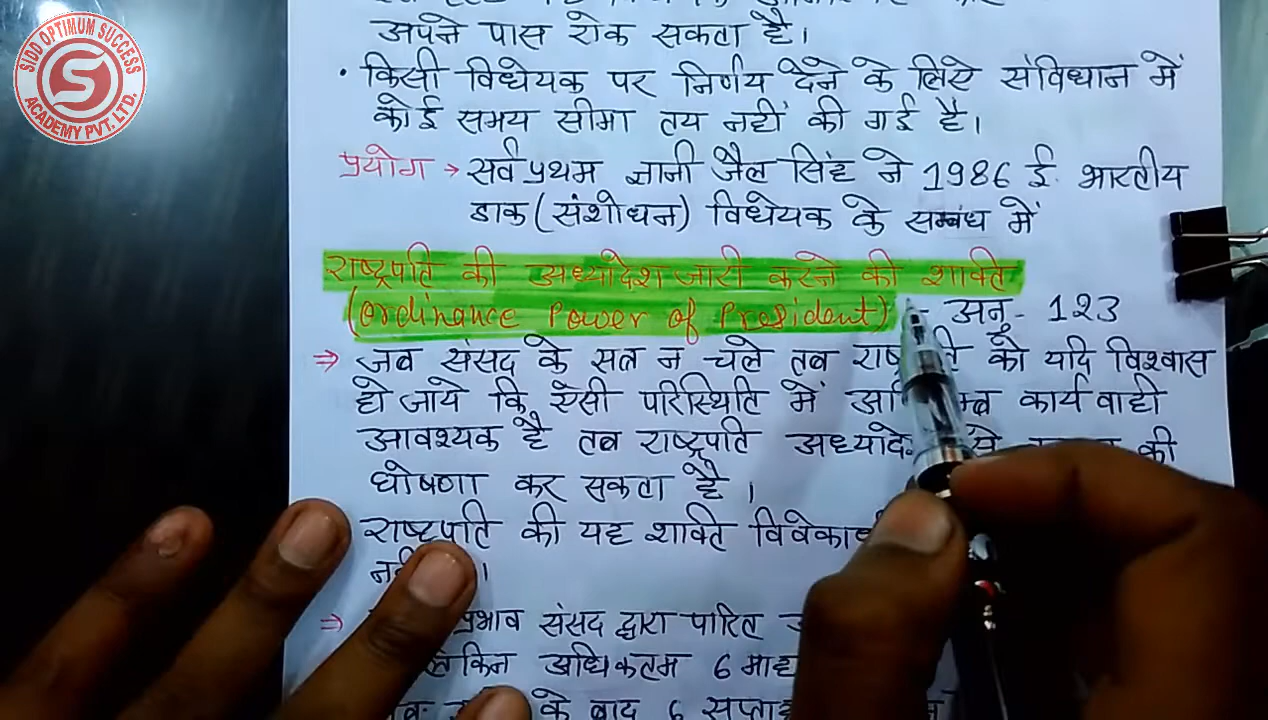 SIDD OPTIMUM SUCCESS
S
ACADEMY PVT. LTD.
अपने पास रोक सकता है।
• किसी विधेयक पर निर्णय देने के लिए संविधान में
कोई समय सीमा तय नहीं की गई है।
प्रयोग → सर्वप्रथम ज्ञानी जैल सिंह ने 1986 ई. भारतीय
डाक (संशोधन) विधेयक के सम्बंध में
राष्ट्रपति की अध्यादेश जारी करने की शक्ति
(Ordinance Power of President) - अनु - 123
⇒ जब संसद के सत्र न चले तब को यदि विश्वास
हो जाये कि ऐसी परिस्थिति में कार्यवाही
आवश्यक है तब राष्ट्रपति की
घोषणा कर सकता है।
राष्ट्रपति की यह शक्ति
⇒ प्रभाव संसद द्वारा पारित
अधिकतम 6 माह
के बाद 6 सप्ताह